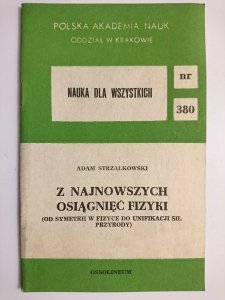 POLSKA AKADEMIA NAUK
ODDZIAŁ W KRAKOWIE
NAUKA DLA WSZYSTKICH
nr
380
ADAM STRZAŁKOWSKI
Z NAJNOWSZYCH
OSIĄGNIĘĆ FIZYKI
(OD SYMETRII W FIZYCE DO UNIFIKACJI SIŁ
PRZYRODY)
OSSOLINEUM